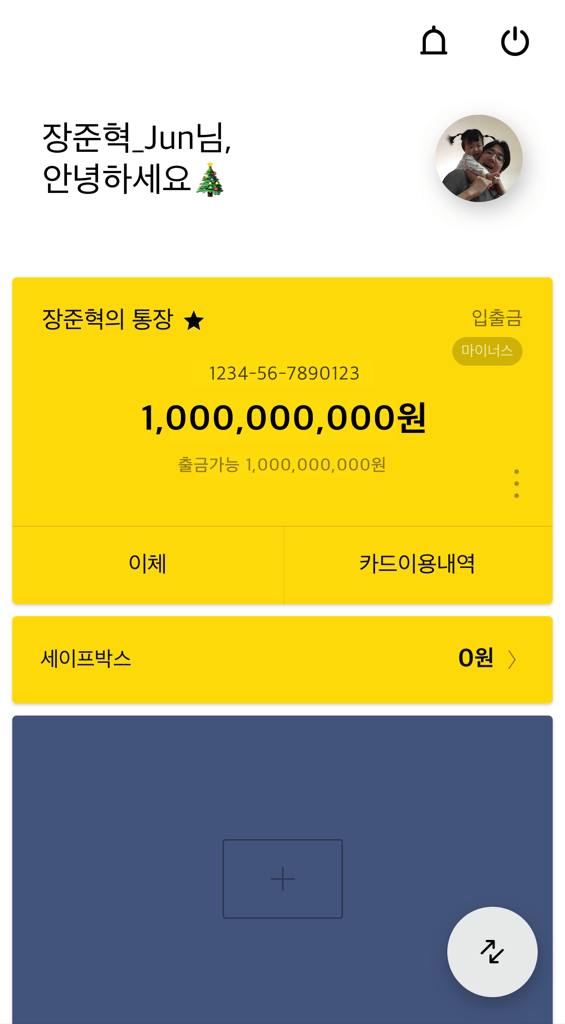 장준혁_Jun님,
안녕하세요🎄
장준혁의 통장 ★
입출금
마이너스
1234-56-7890123
1,000,000,000원
출금가능 1,000,000,000원
이체
카드이용내역
세이프박스
0원